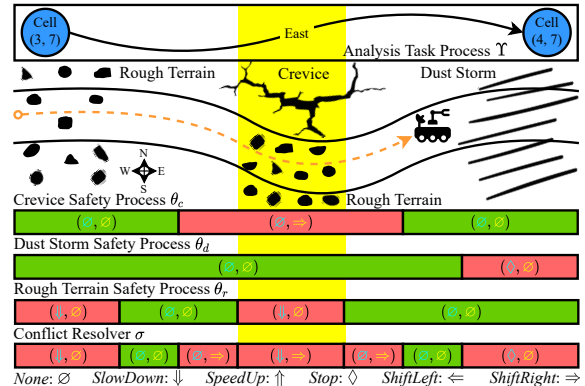 Cell (3, 7)
East
Cell (4, 7)
Analysis Task Process ϒ
Rough Terrain
Crevice
Dust Storm
N
W E
S
Rough Terrain
Crevice Safety Process θc
(∅, ∅) (∅, ⇒) (∅, ∅)
Dust Storm Safety Process θd
(∅, ∅) (◊, ∅)
Rough Terrain Safety Process θr
(⇓, ∅) (∅, ∅) (⇓, ∅) (∅, ∅)
Conflict Resolver σ
(⇓, ∅) (∅, ∅) (∅, ⇒) (⇓, ⇒) (∅, ⇒) (∅, ∅) (◊, ∅)
None: ∅ SlowDown: ⇓ SpeedUp: ⇑ Stop: ◊ ShiftLeft: ⇐ ShiftRight: ⇒